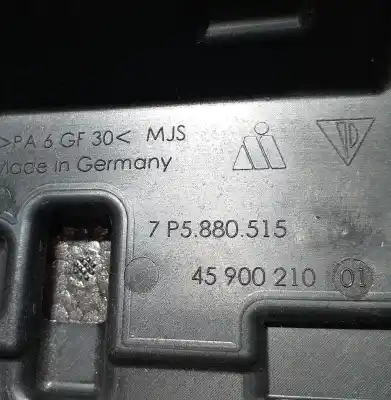 >PA 6 GF 30< MJS
Made in Germany
7 P5.880.515
45 900 210 01